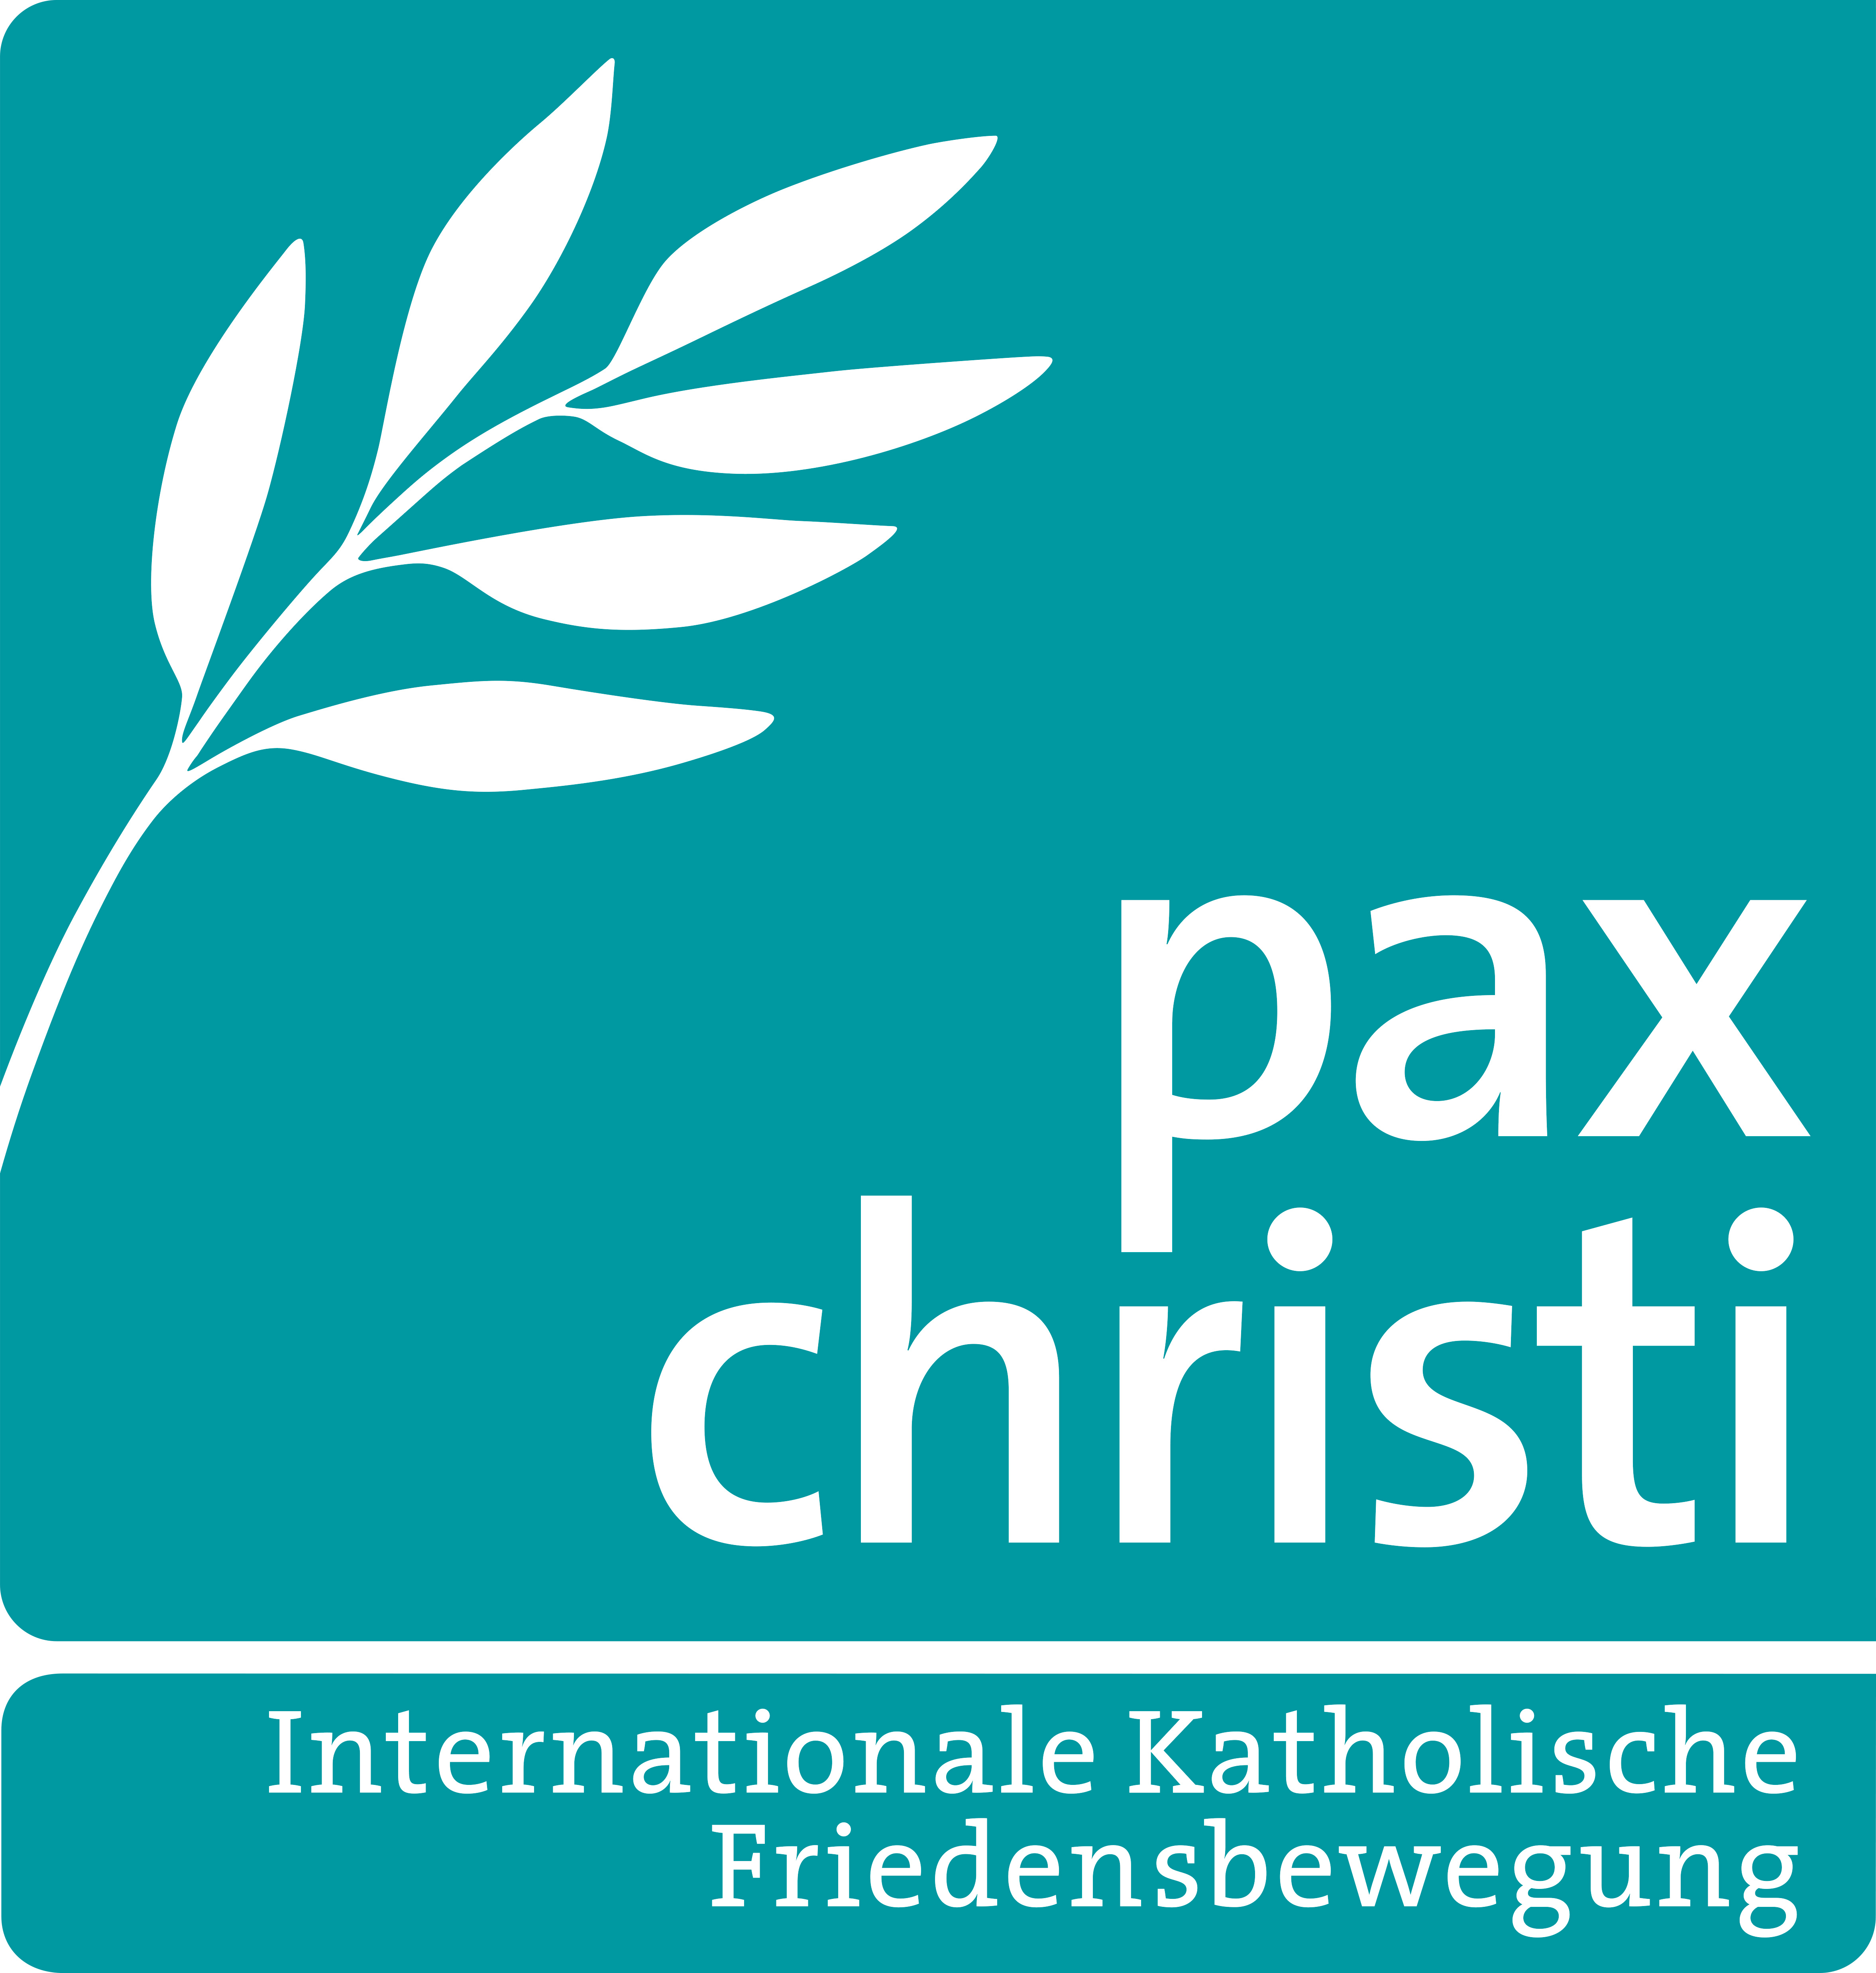 pax
christi
Internationale Katholische
Friedensbewegung